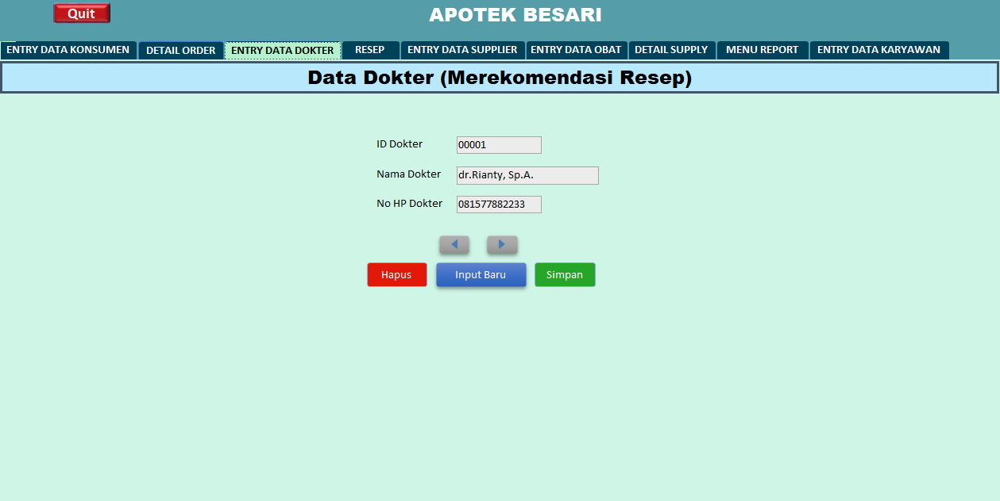 Quit
APOTEK BESARI
ENTRY DATA KONSUMEN DETAIL ORDER ENTRY DATA DOKTER RESEP ENTRY DATA SUPPLIER ENTRY DATA OBAT DETAIL SUPPLY MENU REPORT ENTRY DATA KARYAWAN
Data Dokter (Merekomendasi Resep)
ID Dokter 00001
Nama Dokter dr.Rianty, Sp.A.
No HP Dokter 081577882233
Hapus Input Baru Simpan